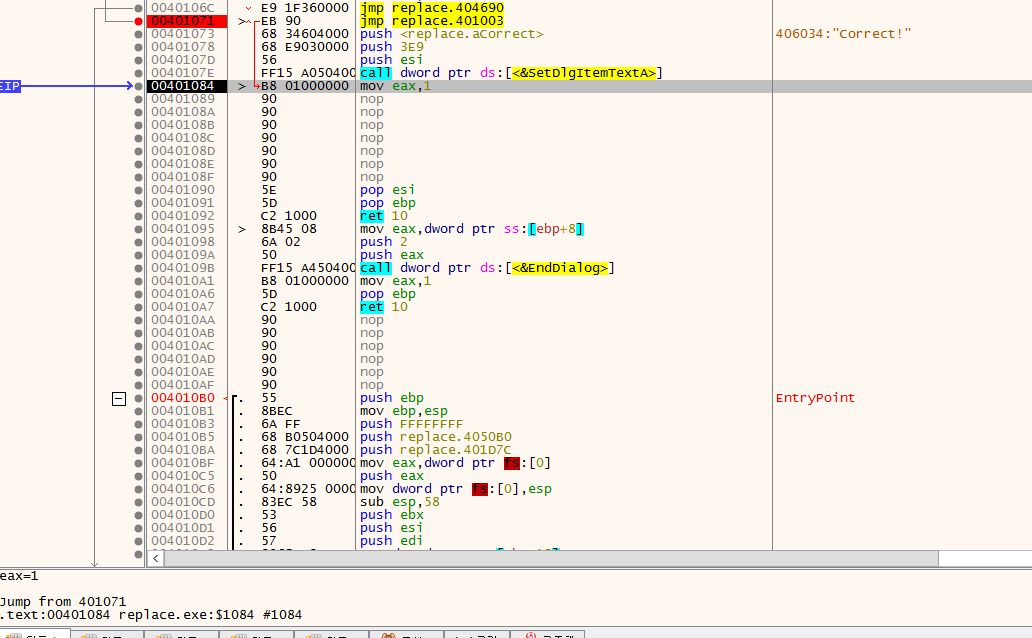 0040106C E9 1F360000 jmp replace.404690
00401071 EB 90 jmp replace.401003
00401073 68 34604000 push <replace.aCorrect> 406034:"Correct!"
00401078 68 E9030000 push 3E9
0040107D 56 push esi
0040107E FF15 A050400 call dword ptr ds:[<&SetDlgItemTextA>]
EIP 00401084 > B8 01000000 mov eax,1
00401089 90 nop
0040108A 90 nop
0040108B 90 nop
0040108C 90 nop
0040108D 90 nop
0040108E 90 nop
0040108F 90 nop
00401090 5E pop esi
00401091 5D pop ebp
00401092 C2 1000 ret 10
00401095 > 8B45 08 mov eax,dword ptr ss:[ebp+8]
00401098 6A 02 push 2
0040109A 50 push eax
0040109B FF15 A450400 call dword ptr ds:[<&EndDialog>]
004010A1 B8 01000000 mov eax,1
004010A6 5D pop ebp
004010A7 C2 1000 ret 10
004010AA 90 nop
004010AB 90 nop
004010AC 90 nop
004010AD 90 nop
004010AE 90 nop
004010AF 90 nop
004010B0 55 push ebp EntryPoint
004010B1 8BEC mov ebp,esp
004010B3 6A FF push FFFFFFFF
004010B5 68 B0504000 push replace.4050B0
004010BA 68 7C1D4000 push replace.401D7C
004010BF 64:A1 000000 mov eax,dword ptr fs:[0]
004010C5 50 push eax
004010C6 64:8925 0000 mov dword ptr fs:[0],esp
004010CD 83EC 58 sub esp,58
004010D0 53 push ebx
004010D1 56 push esi
004010D2 57 push edi
eax=1
Jump from 401071
.text:00401084 replace.exe:$1084 #1084